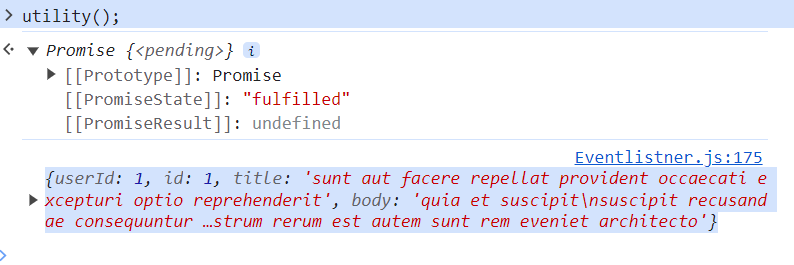 utility();
Promise {<pending>} i
[[Prototype]]: Promise
[[PromiseState]]: "fulfilled"
[[PromiseResult]]: undefined
Eventlistner.js:175
{userId: 1, id: 1, title: 'sunt aut facere repellat provident occaecati e
xcepturi optio reprehenderit', body: 'quia et suscipit\nsuscipit recusand
ae consequuntur …strum rerum est autem sunt rem eveniet architecto'}